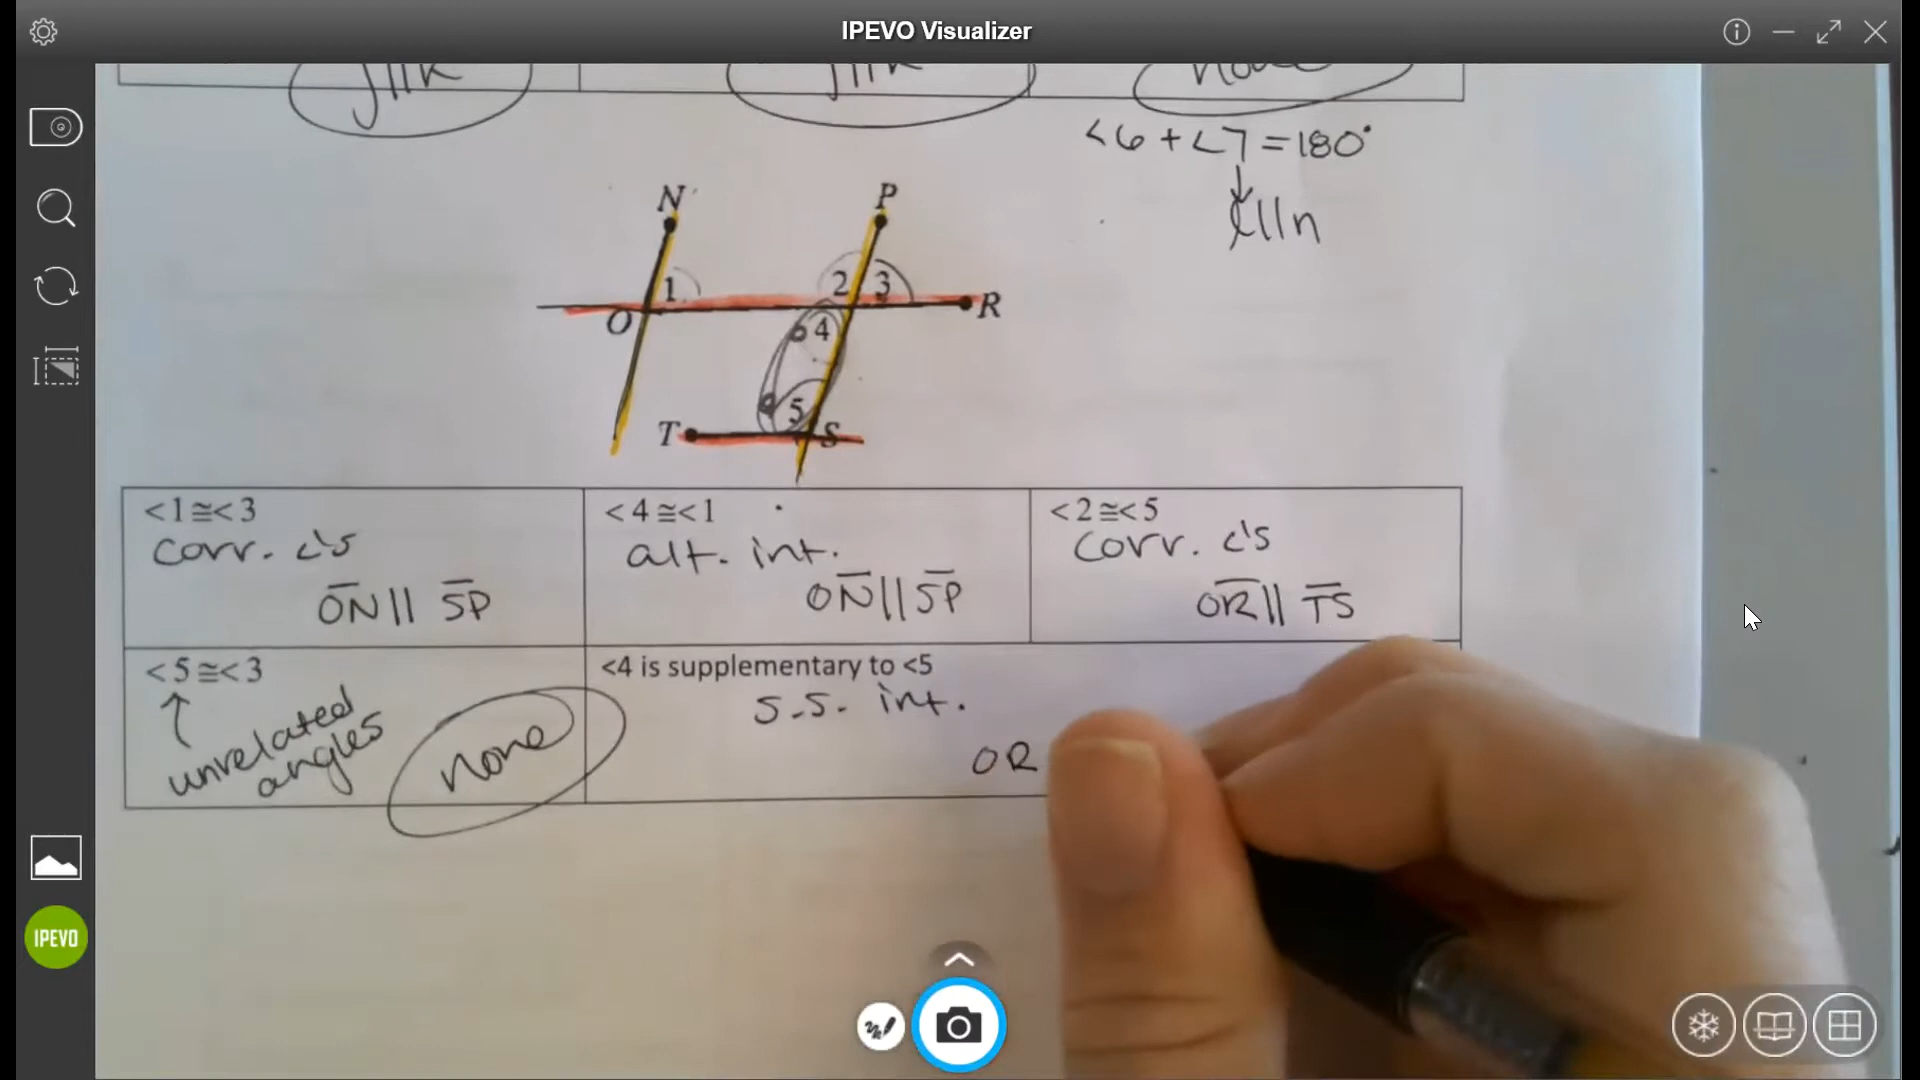 IPEVO Visualizer
j||k
j||k
none
<6 + <7 = 180°
ℓ||n
N
P
1
2
3
O
R
4
5
T
S
<1≅<3
corr. <'s
ON || SP
<4≅<1
alt. int.
ON || SP
<2≅<5
corr. <'s
OR || TS
<5≅<3
unrelated
angles
none
<4 is supplementary to <5
s.s. int.
OR
IPEVO